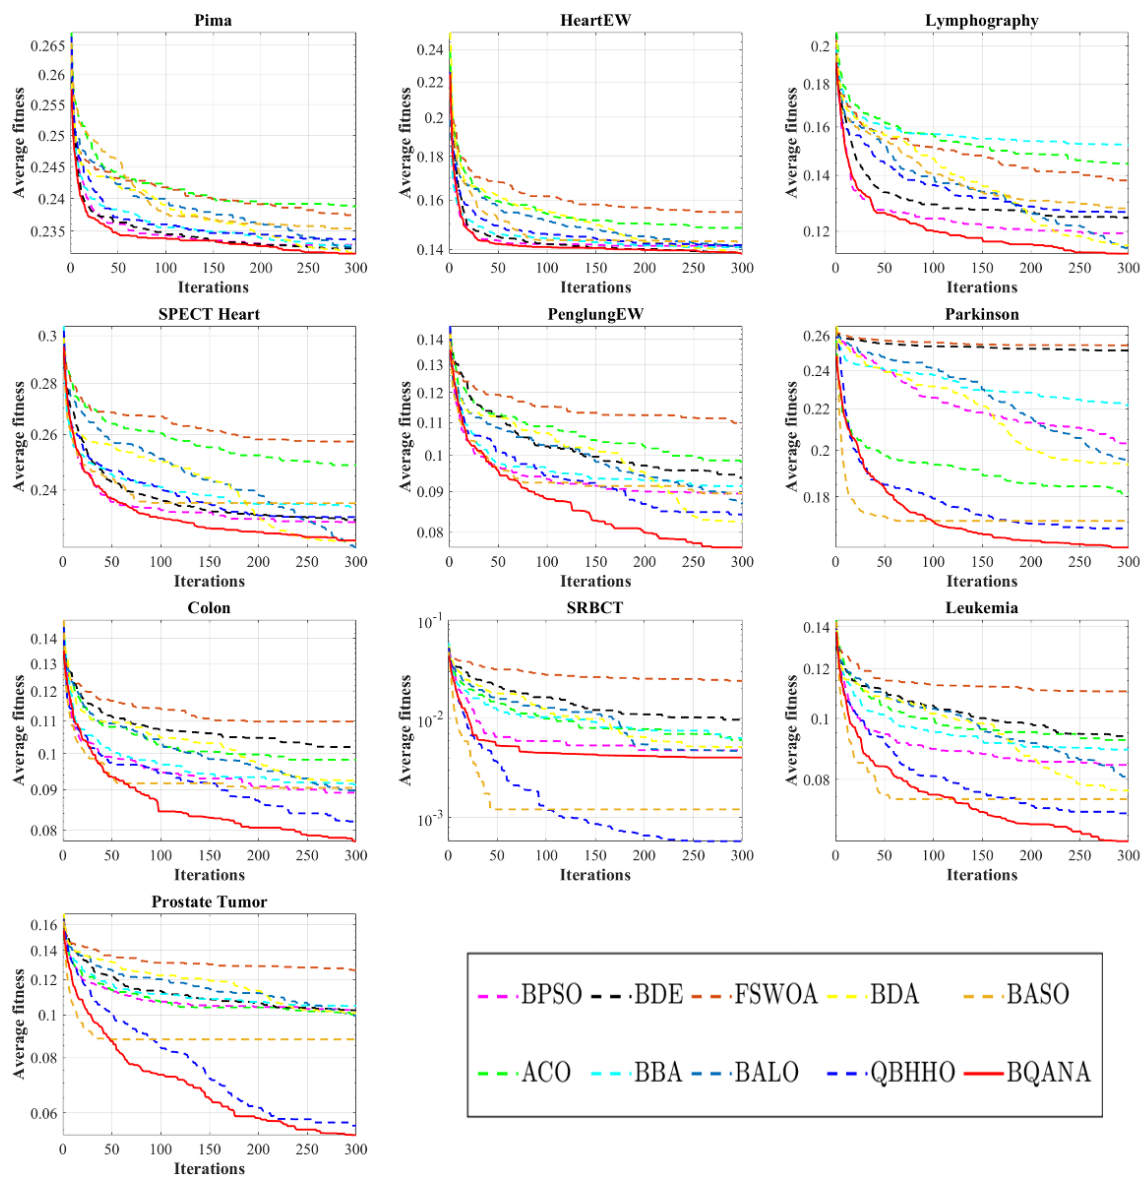 Pima
0.265
0.26
0.255
0.25
0.245
0.24
0.235
Average fitness
0 50 100 150 200 250 300
Iterations
HeartEW
0.24
0.22
0.2
0.18
0.16
0.14
Average fitness
0 100 200 300
Iterations
Lymphography
0.2
0.18
0.16
0.14
0.12
Average fitness
0 100 200 300
Iterations
SPECT Heart
0.3
0.28
0.26
0.24
Average fitness
0 50 100 150 200 250 300
Iterations
PenglungEW
0.14
0.13
0.12
0.11
0.1
0.09
0.08
Average fitness
0 50 100 150 200 250 300
Iterations
Parkinson
0.26
0.24
0.22
0.2
0.18
Average fitness
0 50 100 150 200 250 300
Iterations
Colon
0.14
0.13
0.12
0.11
0.1
0.09
0.08
Average fitness
0 50 100 150 200 250 300
Iterations
SRBCT
10⁻¹
10⁻²
10⁻³
Average fitness
0 50 100 150 200 250 300
Iterations
Leukemia
0.12
0.1
0.08
Average fitness
0 50 100 150 200 250 300
Iterations
Prostate Tumor
0.16
0.14
0.12
0.1
0.08
0.06
Average fitness
0 50 100 150 200 250 300
Iterations
BPSO BDE FSWOA BDA BASO
ACO BBA BALO QBHHO BQANA